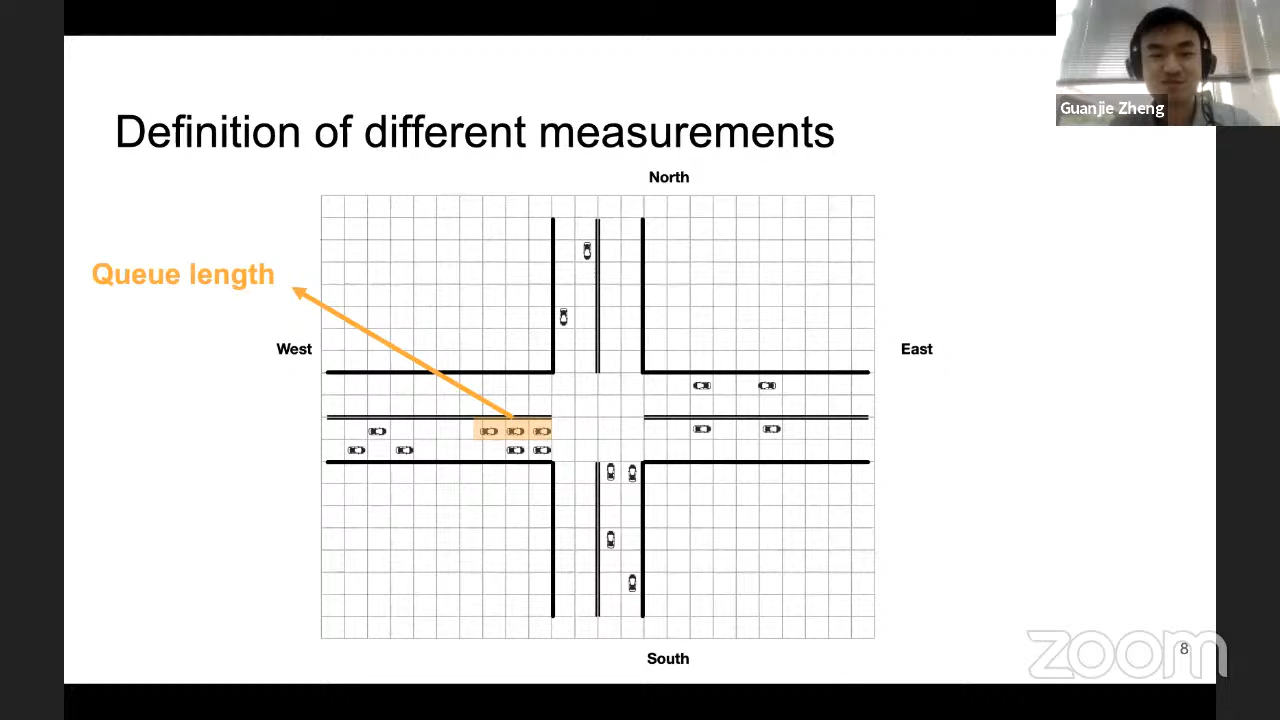 Guanjie Zheng
Definition of different measurements
North
Queue length
West
East
South
zoom
8